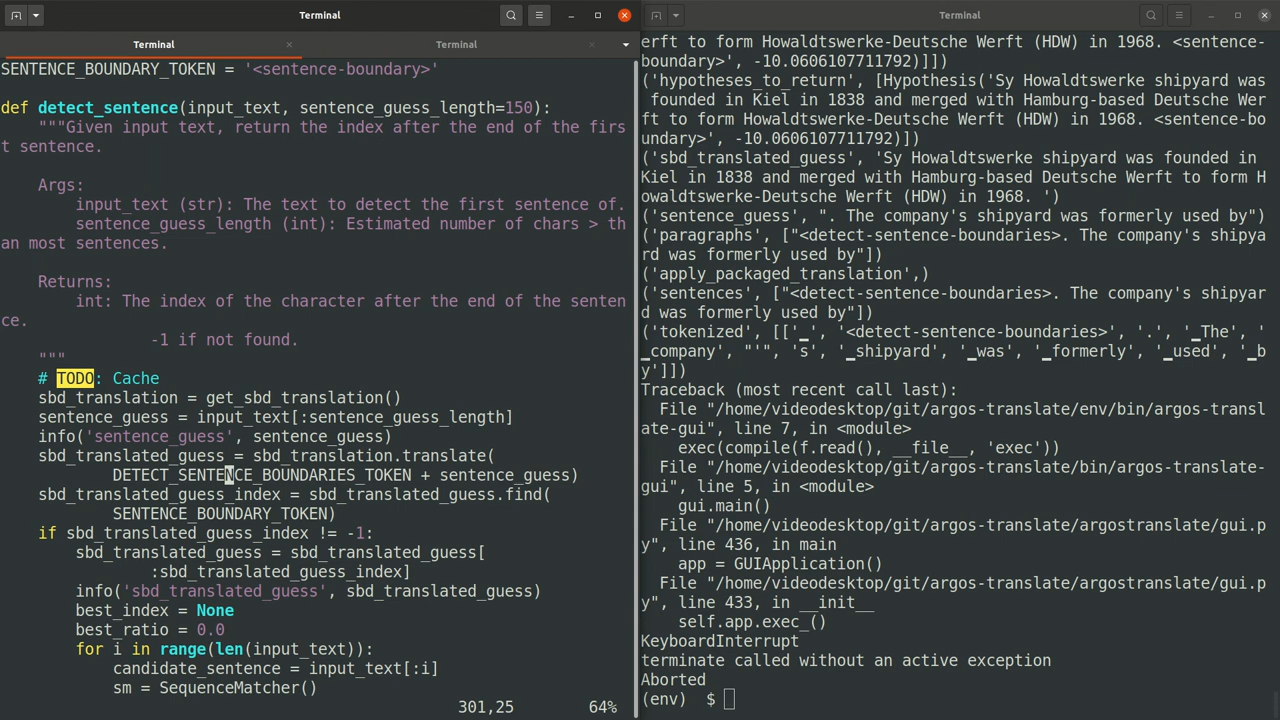 Terminal
Terminal
Terminal
SENTENCE_BOUNDARY_TOKEN = '<sentence-boundary>'
def detect_sentence(input_text, sentence_guess_length=150):
    """Given input text, return the index after the end of the firs
t sentence.
    Args:
        input_text (str): The text to detect the first sentence of.
        sentence_guess_length (int): Estimated number of chars > th
an most sentences.
    Returns:
        int: The index of the character after the end of the senten
ce.
                -1 if not found.
    """
    # TODO: Cache
    sbd_translation = get_sbd_translation()
    sentence_guess = input_text[:sentence_guess_length]
    info('sentence_guess', sentence_guess)
    sbd_translated_guess = sbd_translation.translate(
            DETECT_SENTENCE_BOUNDARIES_TOKEN + sentence_guess)
    sbd_translated_guess_index = sbd_translated_guess.find(
            SENTENCE_BOUNDARY_TOKEN)
    if sbd_translated_guess_index != -1:
        sbd_translated_guess = sbd_translated_guess[
                :sbd_translated_guess_index]
        info('sbd_translated_guess', sbd_translated_guess)
        best_index = None
        best_ratio = 0.0
        for i in range(len(input_text)):
            candidate_sentence = input_text[:i]
            sm = SequenceMatcher()
301,25 64%
Terminal
erft to form Howaldtswerke-Deutsche Werft (HDW) in 1968. <sentence-
boundary>', -10.0606107711792)]])
('hypotheses_to_return', [Hypothesis('Sy Howaldtswerke shipyard was
 founded in Kiel in 1838 and merged with Hamburg-based Deutsche Wer
ft to form Howaldtswerke-Deutsche Werft (HDW) in 1968. <sentence-bo
undary>', -10.0606107711792)])
('sbd_translated_guess', 'Sy Howaldtswerke shipyard was founded in 
Kiel in 1838 and merged with Hamburg-based Deutsche Werft to form H
owaldtswerke-Deutsche Werft (HDW) in 1968. ')
('sentence_guess', ". The company's shipyard was formerly used by")
('paragraphs', ["<detect-sentence-boundaries>. The company's shipya
rd was formerly used by"])
('apply_packaged_translation',)
('sentences', ["<detect-sentence-boundaries>. The company's shipyar
d was formerly used by"])
('tokenized', [['▁', '<detect-sentence-boundaries>', '.', '▁The', '
▁company', "'", 's', '▁shipyard', '▁was', '▁formerly', '▁used', '▁b
y']])
Traceback (most recent call last):
  File "/home/videodesktop/git/argos-translate/env/bin/argos-transl
ate-gui", line 7, in <module>
    exec(compile(f.read(), __file__, 'exec'))
  File "/home/videodesktop/git/argos-translate/bin/argos-translate-
gui", line 5, in <module>
    gui.main()
  File "/home/videodesktop/git/argos-translate/argostranslate/gui.p
y", line 436, in main
    app = GUIApplication()
  File "/home/videodesktop/git/argos-translate/argostranslate/gui.p
y", line 433, in __init__
    self.app.exec_()
KeyboardInterrupt
terminate called without an active exception
Aborted
(env)  $